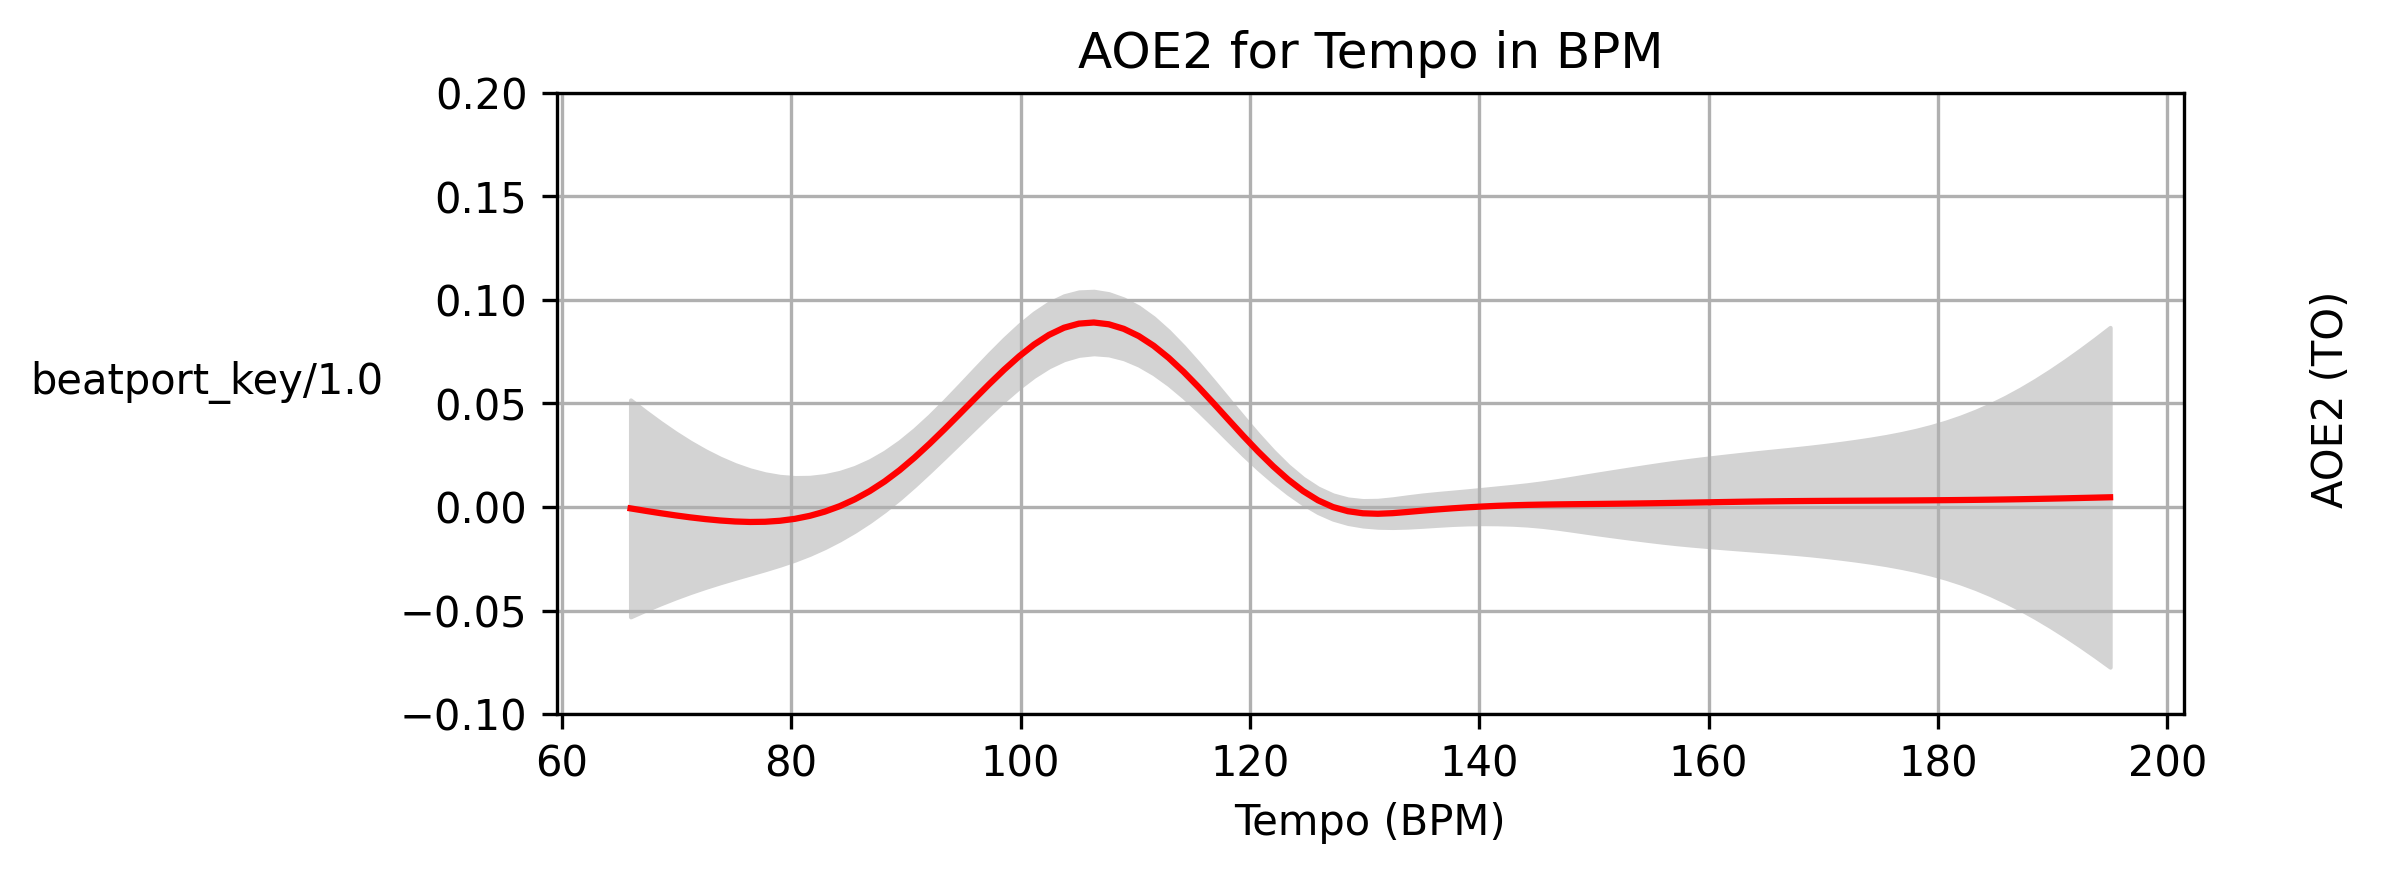 AOE2 for Tempo in BPM
0.20
0.15
0.10
0.05
0.00
−0.05
−0.10
beatport_key/1.0
AOE2 (TO)
60 80 100 120 140 160 180 200
Tempo (BPM)